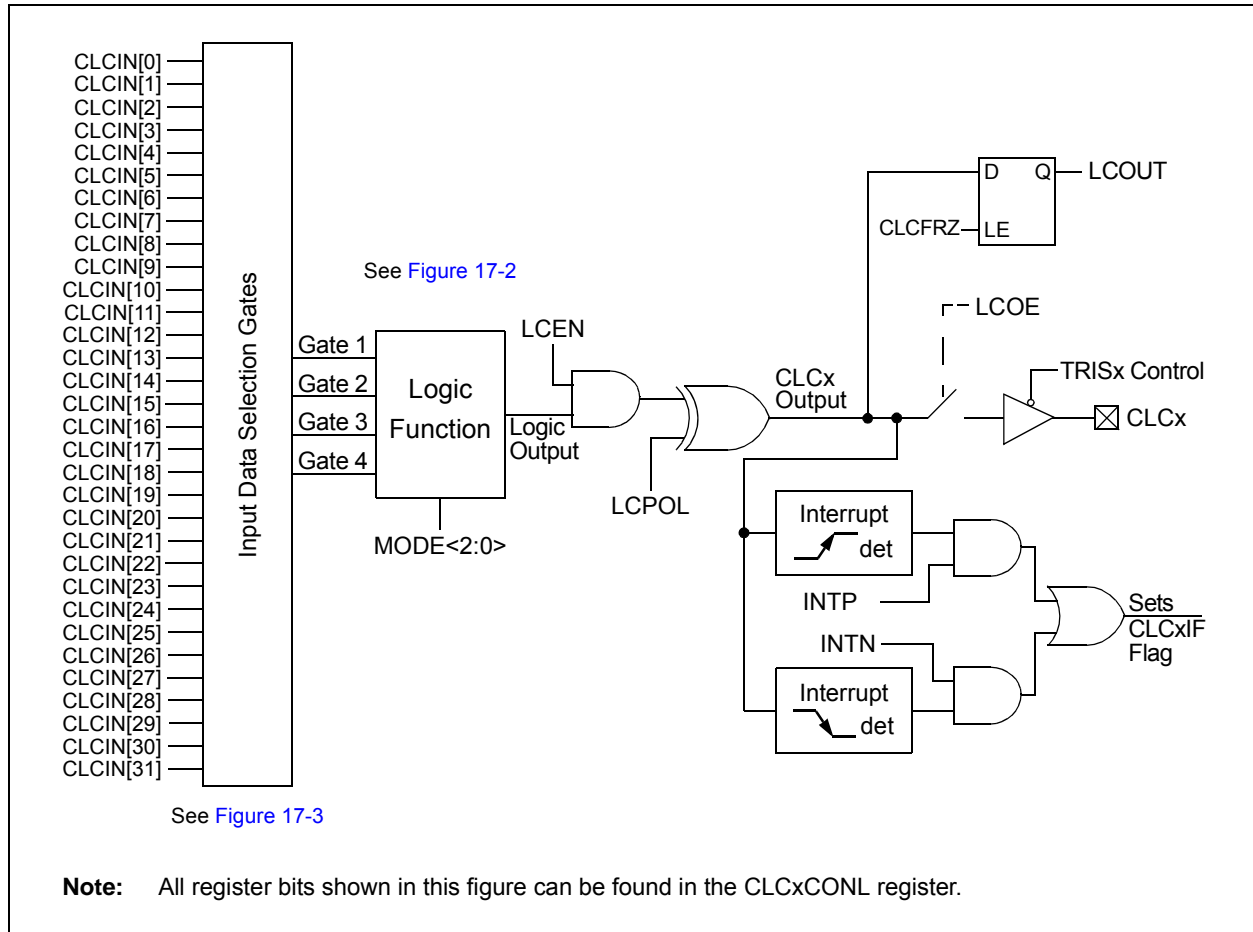 CLCIN[0]
CLCIN[1]
CLCIN[2]
CLCIN[3]
CLCIN[4]
CLCIN[5]
CLCIN[6]
CLCIN[7]
CLCIN[8]
CLCIN[9]
CLCIN[10]
CLCIN[11]
CLCIN[12]
CLCIN[13]
CLCIN[14]
CLCIN[15]
CLCIN[16]
CLCIN[17]
CLCIN[18]
CLCIN[19]
CLCIN[20]
CLCIN[21]
CLCIN[22]
CLCIN[23]
CLCIN[24]
CLCIN[25]
CLCIN[26]
CLCIN[27]
CLCIN[28]
CLCIN[29]
CLCIN[30]
CLCIN[31]
Input Data Selection Gates
See Figure 17-3
Gate 1
Gate 2
Gate 3
Gate 4
See Figure 17-2
Logic
Function
MODE<2:0>
Logic
Output
LCEN
LCPOL
CLCx
Output
D
Q
LE
CLCFRZ
LCOUT
LCOE
TRISx Control
CLCx
Interrupt
det
INTP
INTN
Interrupt
det
Sets
CLCxIF
Flag
Note: All register bits shown in this figure can be found in the CLCxCONL register.